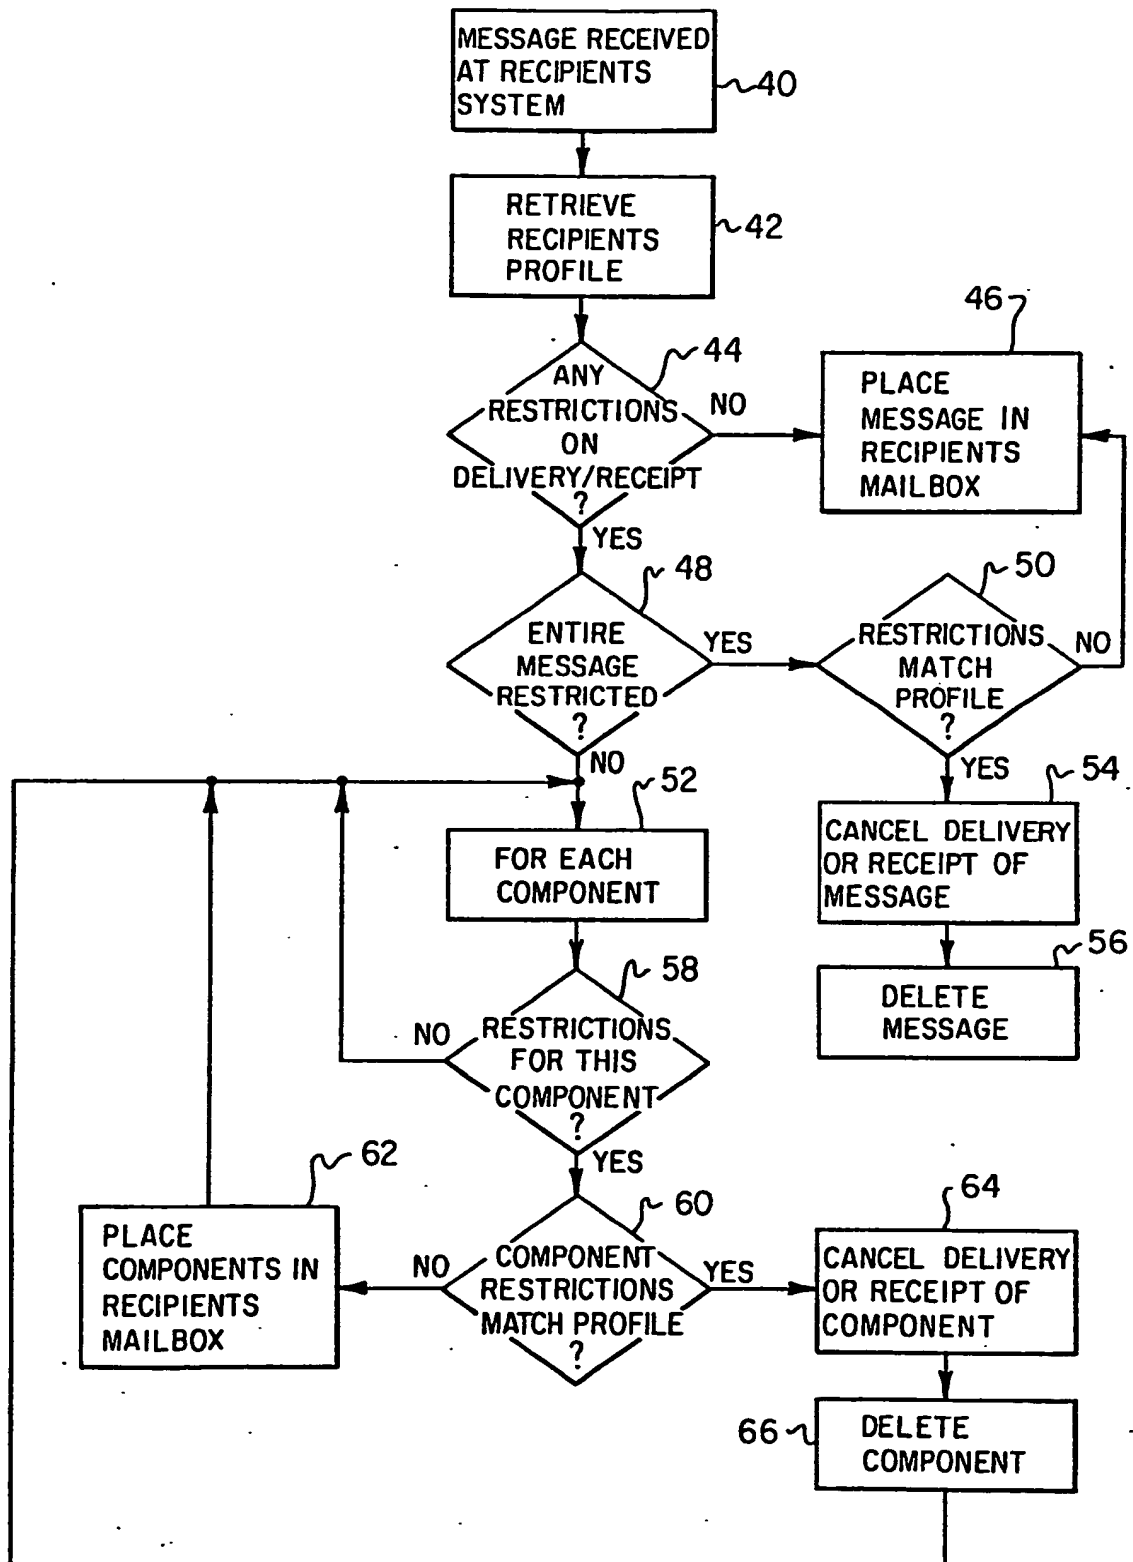 MESSAGE RECEIVED
AT RECIPIENTS
SYSTEM
40
RETRIEVE
RECIPIENTS
PROFILE
42
44
ANY
RESTRICTIONS
ON
DELIVERY/RECEIPT
?
NO
YES
46
PLACE
MESSAGE IN
RECIPIENTS
MAILBOX
48
ENTIRE
MESSAGE
RESTRICTED
?
YES
NO
50
RESTRICTIONS
MATCH
PROFILE
?
NO
YES
52
FOR EACH
COMPONENT
54
CANCEL DELIVERY
OR RECEIPT OF
MESSAGE
56
DELETE
MESSAGE
58
RESTRICTIONS
FOR THIS
COMPONENT
?
NO
YES
60
COMPONENT
RESTRICTIONS
MATCH PROFILE
?
NO
YES
62
PLACE
COMPONENTS IN
RECIPIENTS
MAILBOX
64
CANCEL DELIVERY
OR RECEIPT OF
COMPONENT
66
DELETE
COMPONENT